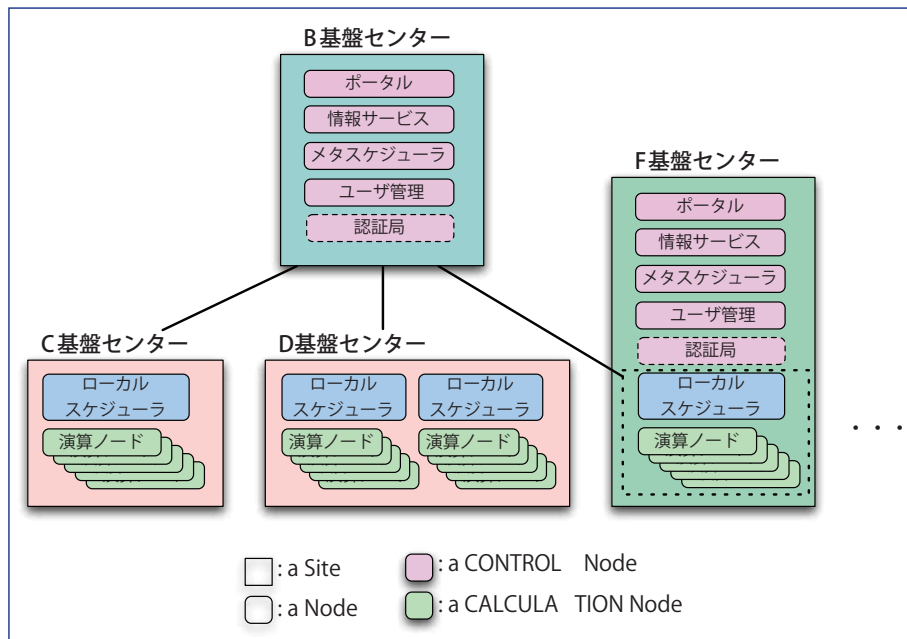 B基盤センター
ポータル
情報サービス
メタスケジューラ
ユーザ管理
認証局
F基盤センター
ポータル
情報サービス
メタスケジューラ
ユーザ管理
認証局
ローカル
スケジューラ
演算ノード
C基盤センター
ローカル
スケジューラ
演算ノード
D基盤センター
ローカル
スケジューラ
演算ノード
ローカル
スケジューラ
演算ノード
・・・
: a Site
: a Node
: a CONTROL Node
: a CALCULA TION Node